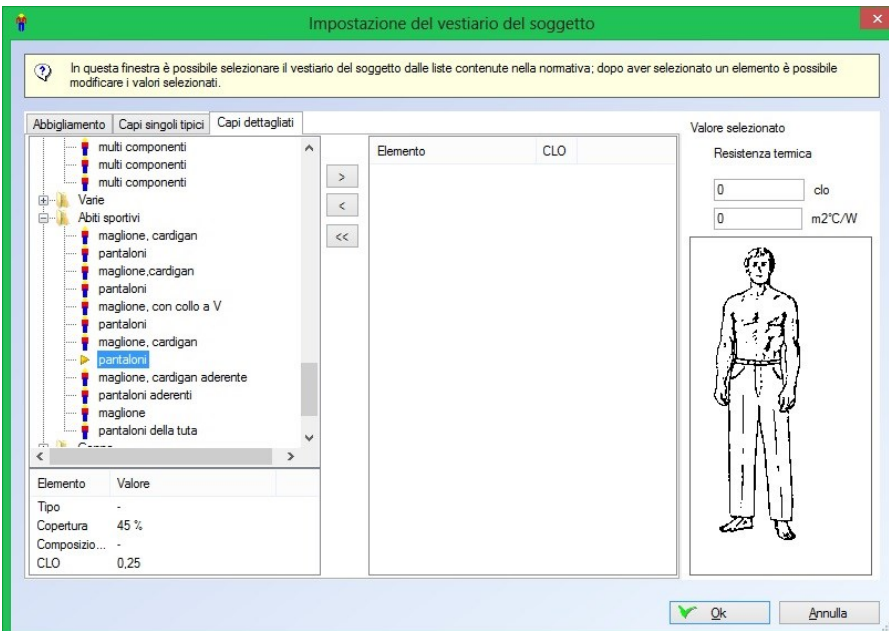 Impostazione del vestiario del soggetto
In questa finestra è possibile selezionare il vestiario del soggetto dalle liste contenute nella normativa; dopo aver selezionato un elemento è possibile
modificare i valori selezionati.
Abbigliamento Capi singoli tipici Capi dettagliati
multi componenti
multi componenti
multi componenti
Varie
Abiti sportivi
maglione, cardigan
pantaloni
maglione,cardigan
pantaloni
maglione, con collo a V
pantaloni
maglione, cardigan
pantaloni
maglione, cardigan aderente
pantaloni aderenti
maglione
pantaloni della tuta
Elemento Valore
Tipo -
Copertura 45 %
Composizio... -
CLO 0,25
>
<
<<
Elemento CLO
Valore selezionato
Resistenza termica
0 clo
0 m2°C/W
Ok Annulla